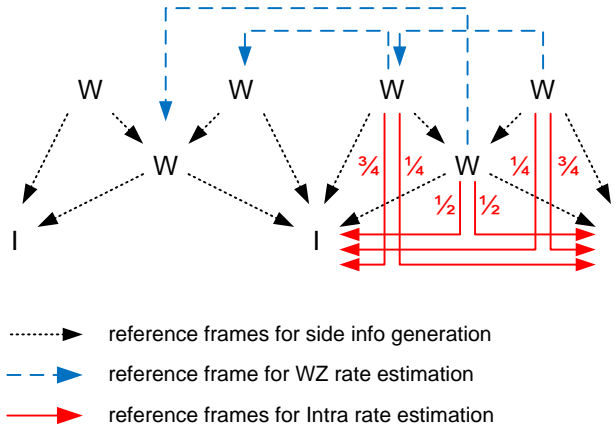 W W W W
W W
¾ ¼ ¼ ¾
½ ½
I I I
reference frames for side info generation
reference frame for WZ rate estimation
reference frames for Intra rate estimation